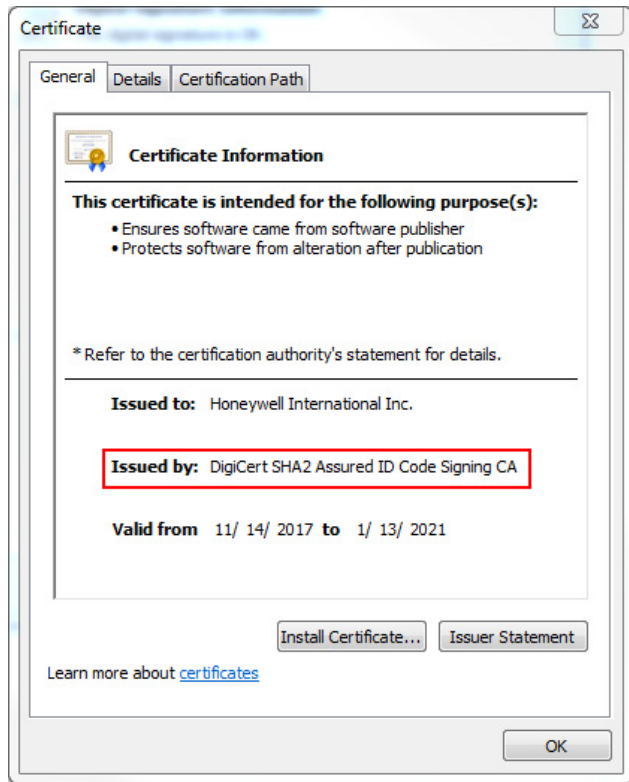 Certificate
General Details Certification Path
Certificate Information
This certificate is intended for the following purpose(s):
• Ensures software came from software publisher
• Protects software from alteration after publication
* Refer to the certification authority's statement for details.
Issued to: Honeywell International Inc.
Issued by: DigiCert SHA2 Assured ID Code Signing CA
Valid from 11/ 14/ 2017 to 1/ 13/ 2021
Install Certificate... Issuer Statement
Learn more about certificates
OK